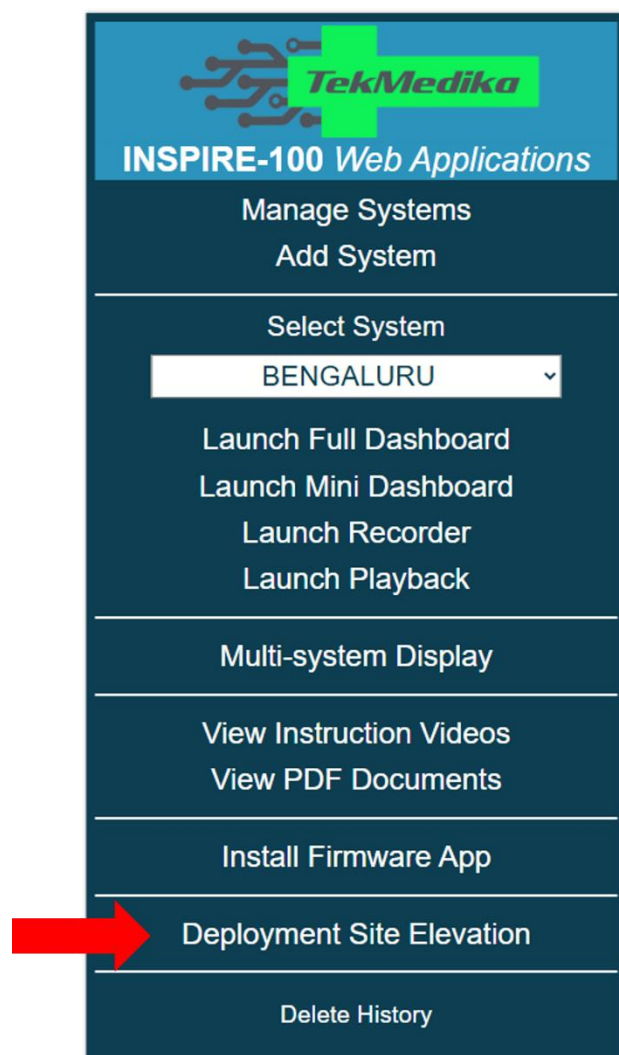 TekMedika
INSPIRE-100 Web Applications
Manage Systems
Add System
Select System
BENGALURU
Launch Full Dashboard
Launch Mini Dashboard
Launch Recorder
Launch Playback
Multi-system Display
View Instruction Videos
View PDF Documents
Install Firmware App
Deployment Site Elevation
Delete History